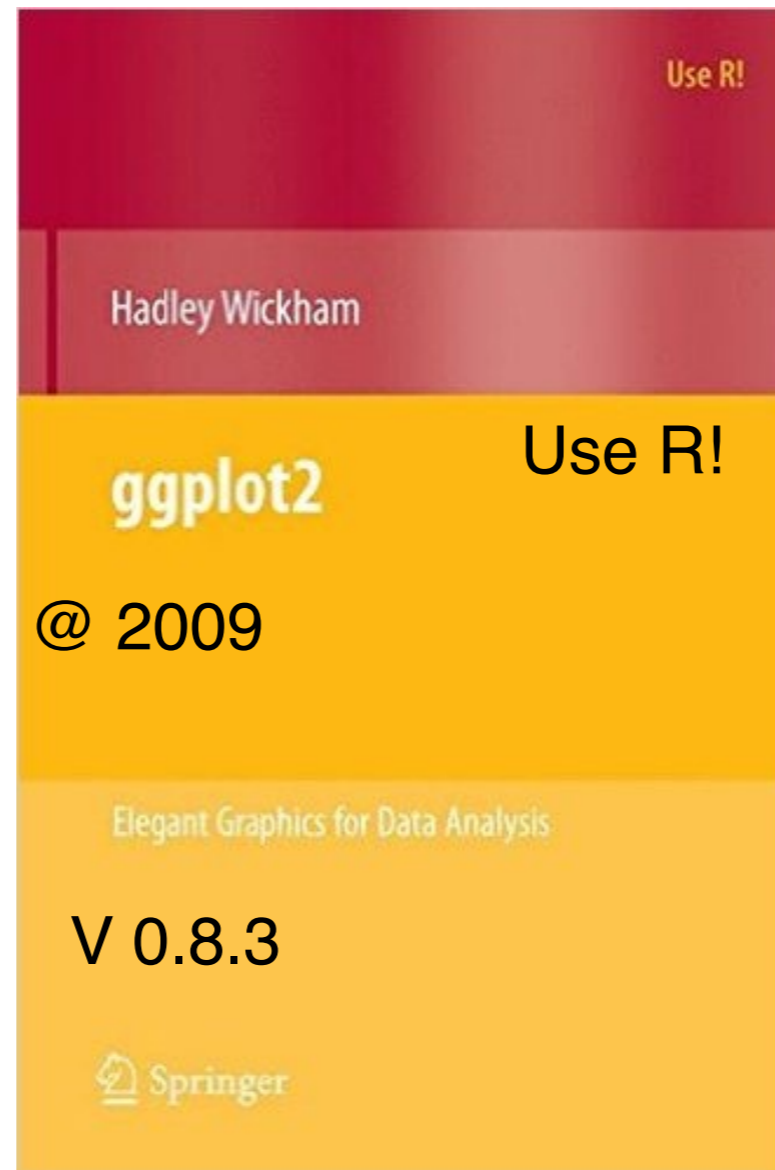 Use R!
Hadley Wickham
ggplot2
Use R!
@ 2009
Elegant Graphics for Data Analysis
V 0.8.3
Springer